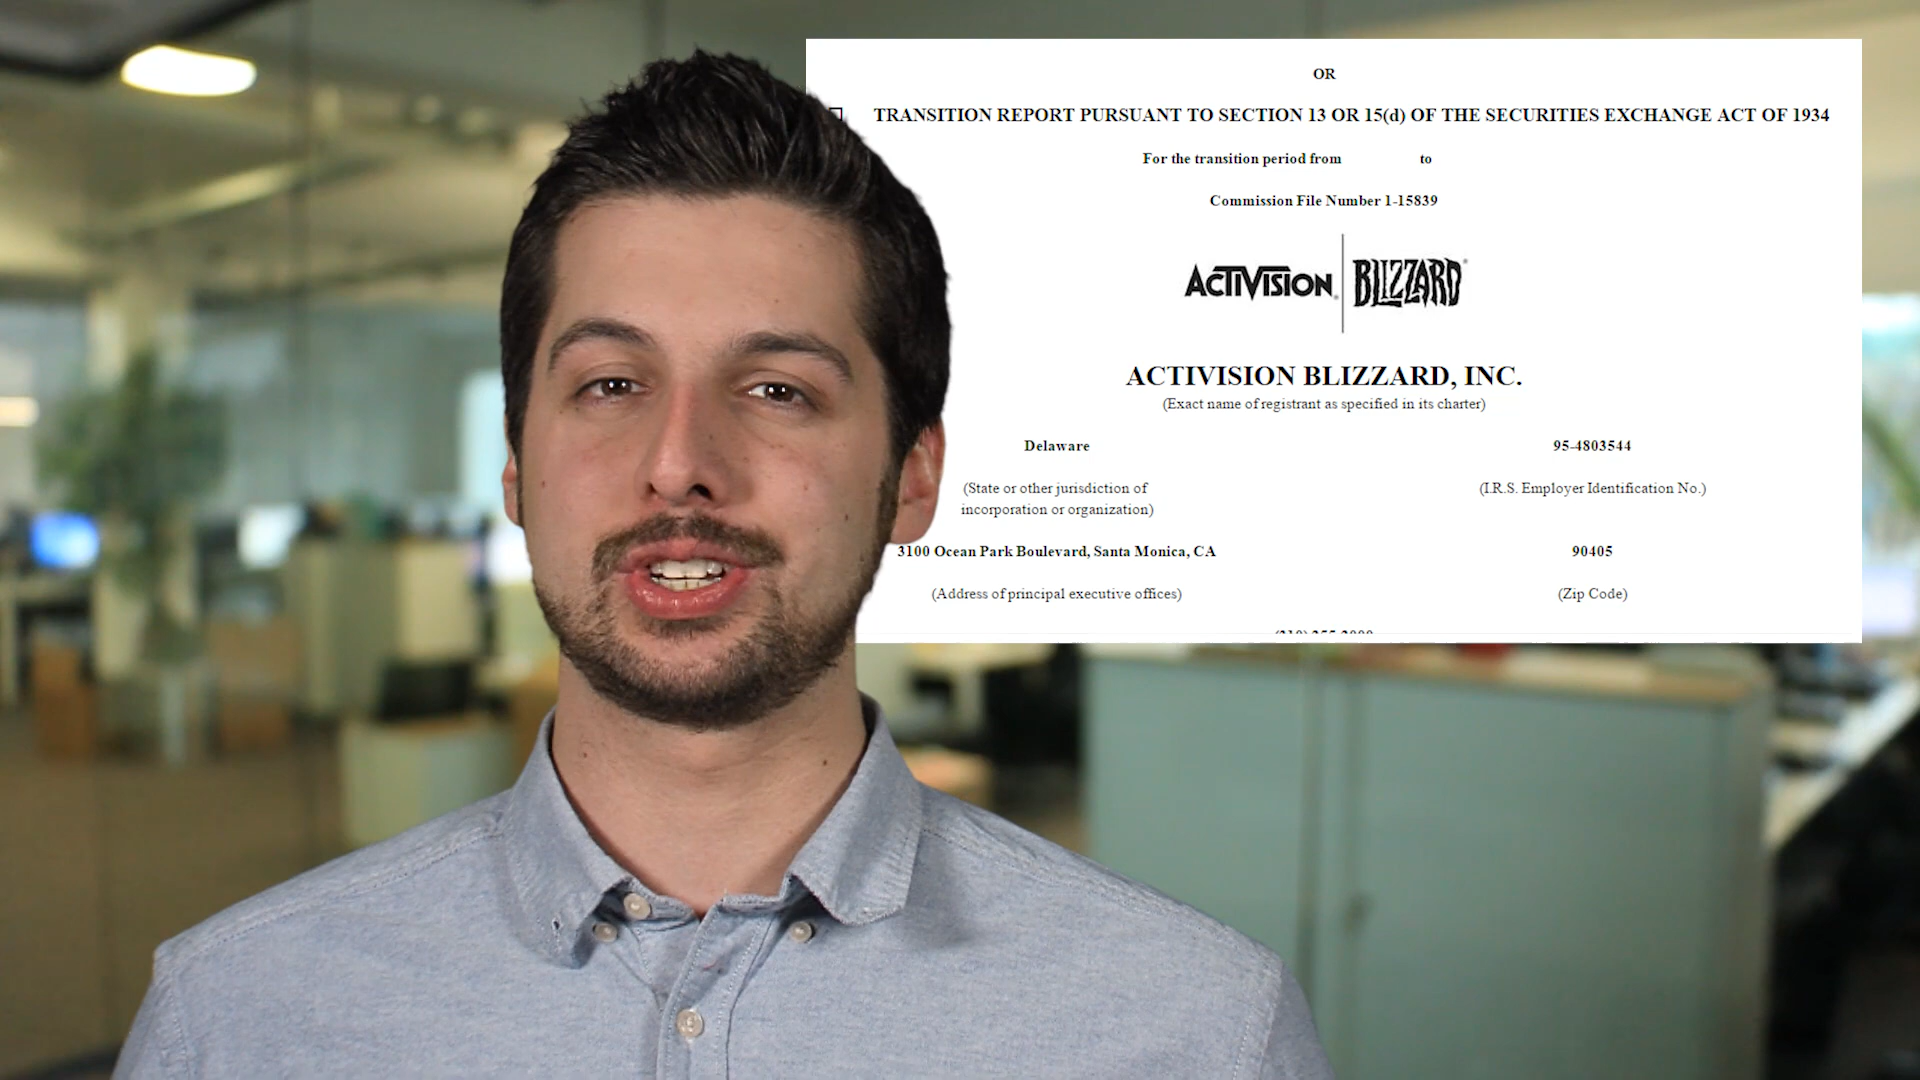 OR
TRANSITION REPORT PURSUANT TO SECTION 13 OR 15(d) OF THE SECURITIES EXCHANGE ACT OF 1934
For the transition period from to
Commission File Number 1-15839
ACTIVISION. BLIZZARD
ACTIVISION BLIZZARD, INC.
(Exact name of registrant as specified in its charter)
Delaware 95-4803544
(State or other jurisdiction of
incorporation or organization) (I.R.S. Employer Identification No.)
3100 Ocean Park Boulevard, Santa Monica, CA 90405
(Address of principal executive offices) (Zip Code)